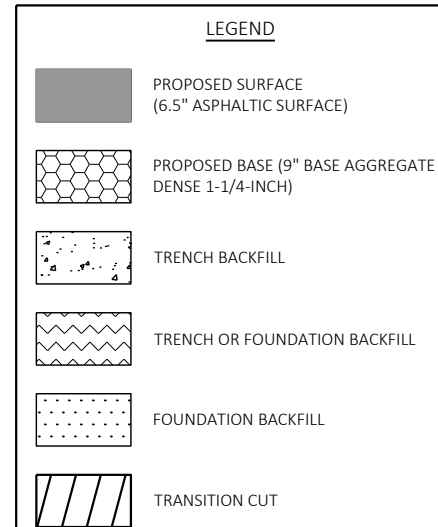 LEGEND
PROPOSED SURFACE
(6.5" ASPHALTIC SURFACE)
PROPOSED BASE (9" BASE AGGREGATE
DENSE 1-1/4-INCH)
TRENCH BACKFILL
TRENCH OR FOUNDATION BACKFILL
FOUNDATION BACKFILL
TRANSITION CUT